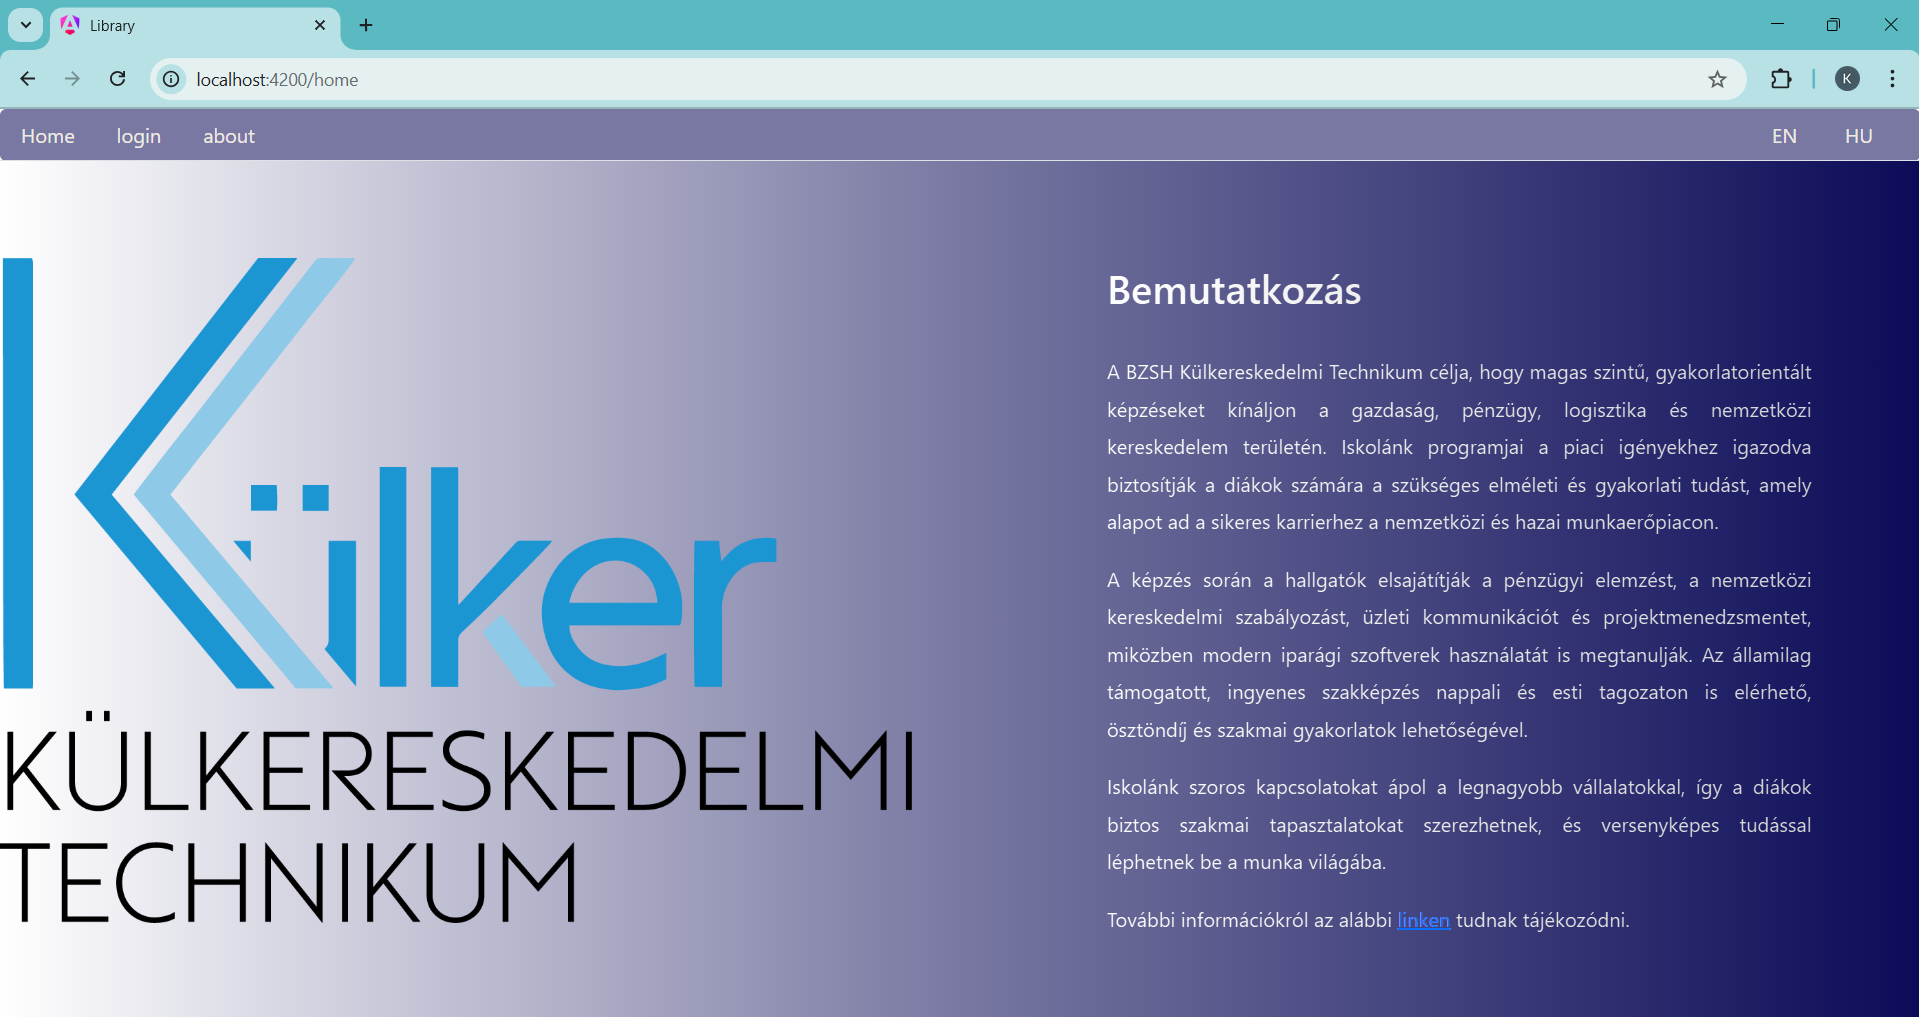 Library
localhost:4200/home
K
Home login about EN HU
Külker
KÜLKERESKEDELMI
TECHNIKUM
Bemutatkozás
A BZSH Külkereskedelmi Technikum célja, hogy magas szintű, gyakorlatorientált
képzéseket kínáljon a gazdaság, pénzügy, logisztika és nemzetközi
kereskedelem területén. Iskolánk programjai a piaci igényekhez igazodva
biztosítják a diákok számára a szükséges elméleti és gyakorlati tudást, amely
alapot ad a sikeres karrierhez a nemzetközi és hazai munkaerőpiacon.
A képzés során a hallgatók elsajátítják a pénzügyi elemzést, a nemzetközi
kereskedelmi szabályozást, üzleti kommunikációt és projektmenedzsmentet,
miközben modern iparági szoftverek használatát is megtanulják. Az államilag
támogatott, ingyenes szakképzés nappali és esti tagozaton is elérhető,
ösztöndíj és szakmai gyakorlatok lehetőségével.
Iskolánk szoros kapcsolatokat ápol a legnagyobb vállalatokkal, így a diákok
biztos szakmai tapasztalatokat szerezhetnek, és versenyképes tudással
léphetnek be a munka világába.
További információkról az alábbi linken tudnak tájékozódni.